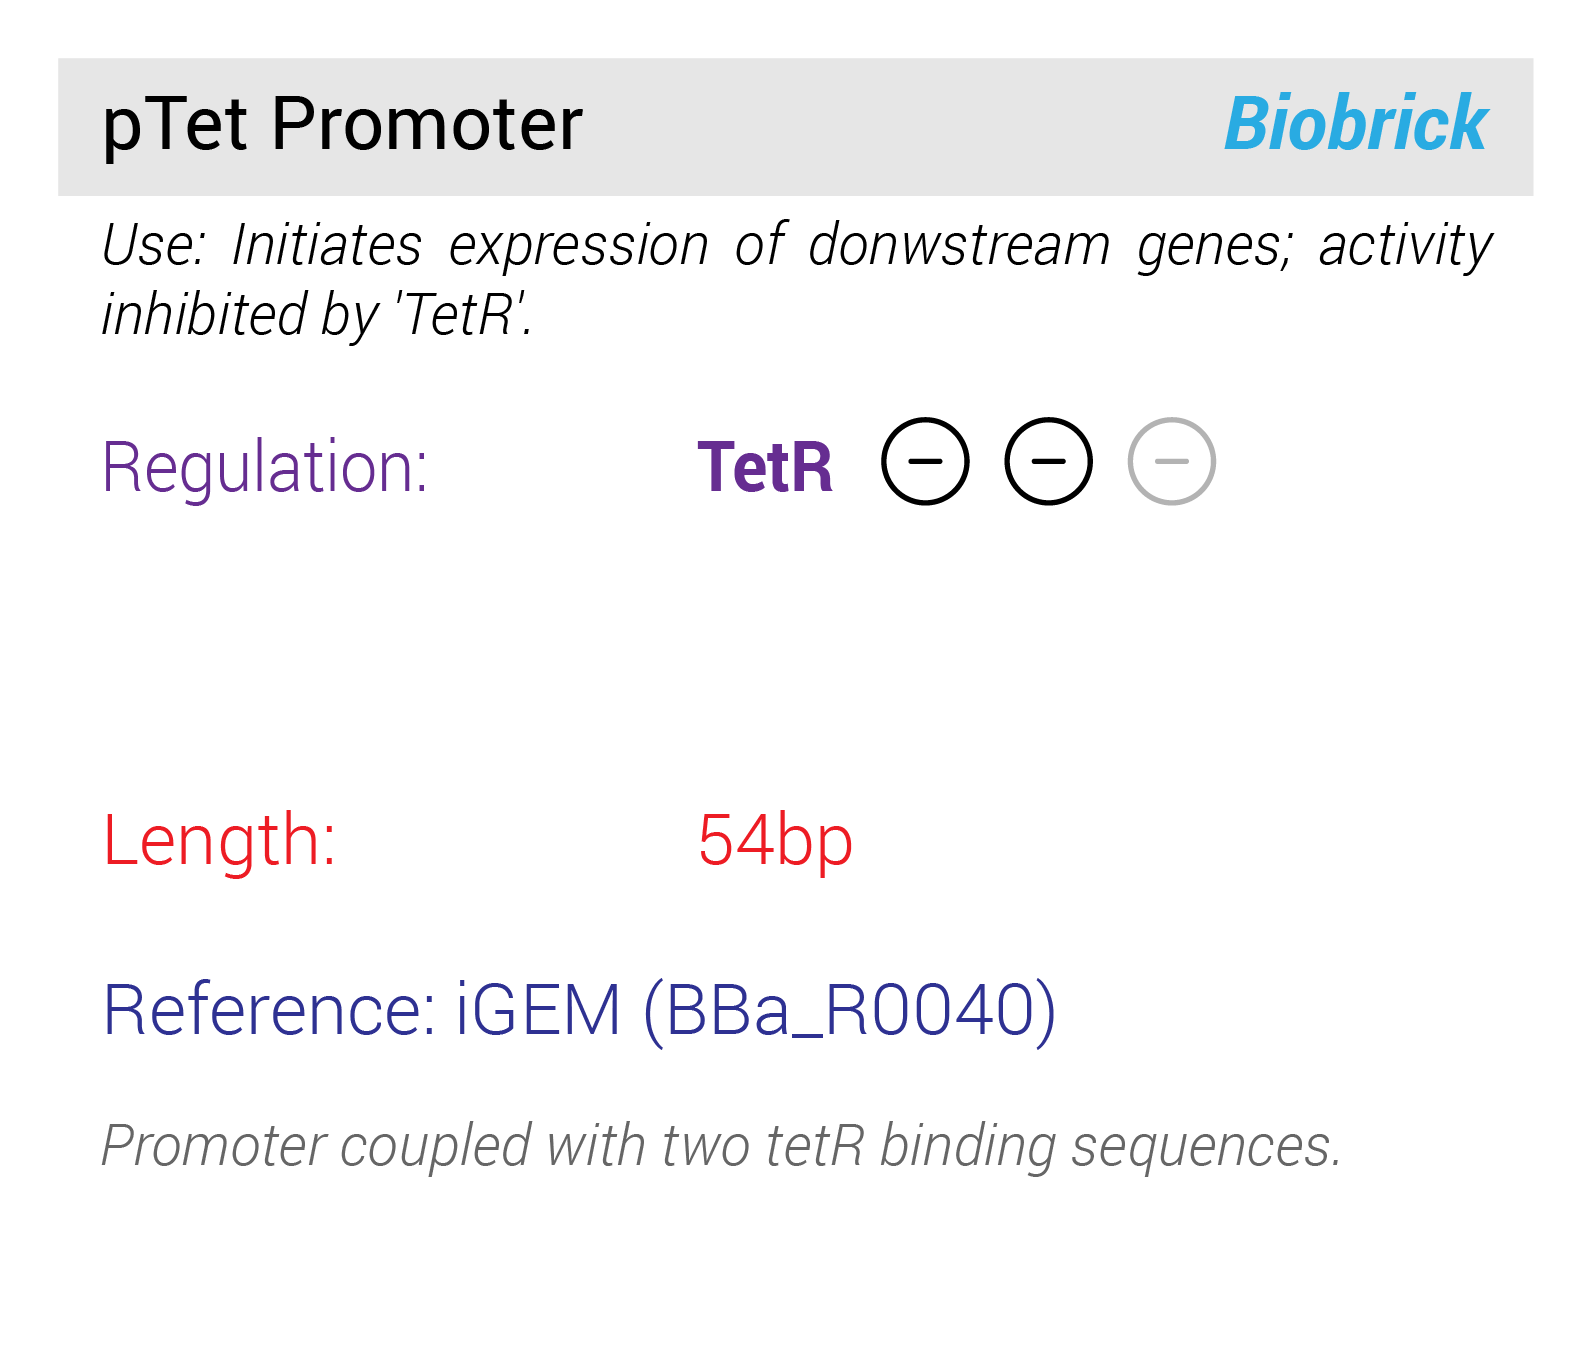 pTet Promoter Biobrick
Use: Initiates expression of donwstream genes; activity
inhibited by 'TetR'.
Regulation: TetR − − −
Length: 54bp
Reference: iGEM (BBa_R0040)
Promoter coupled with two tetR binding sequences.